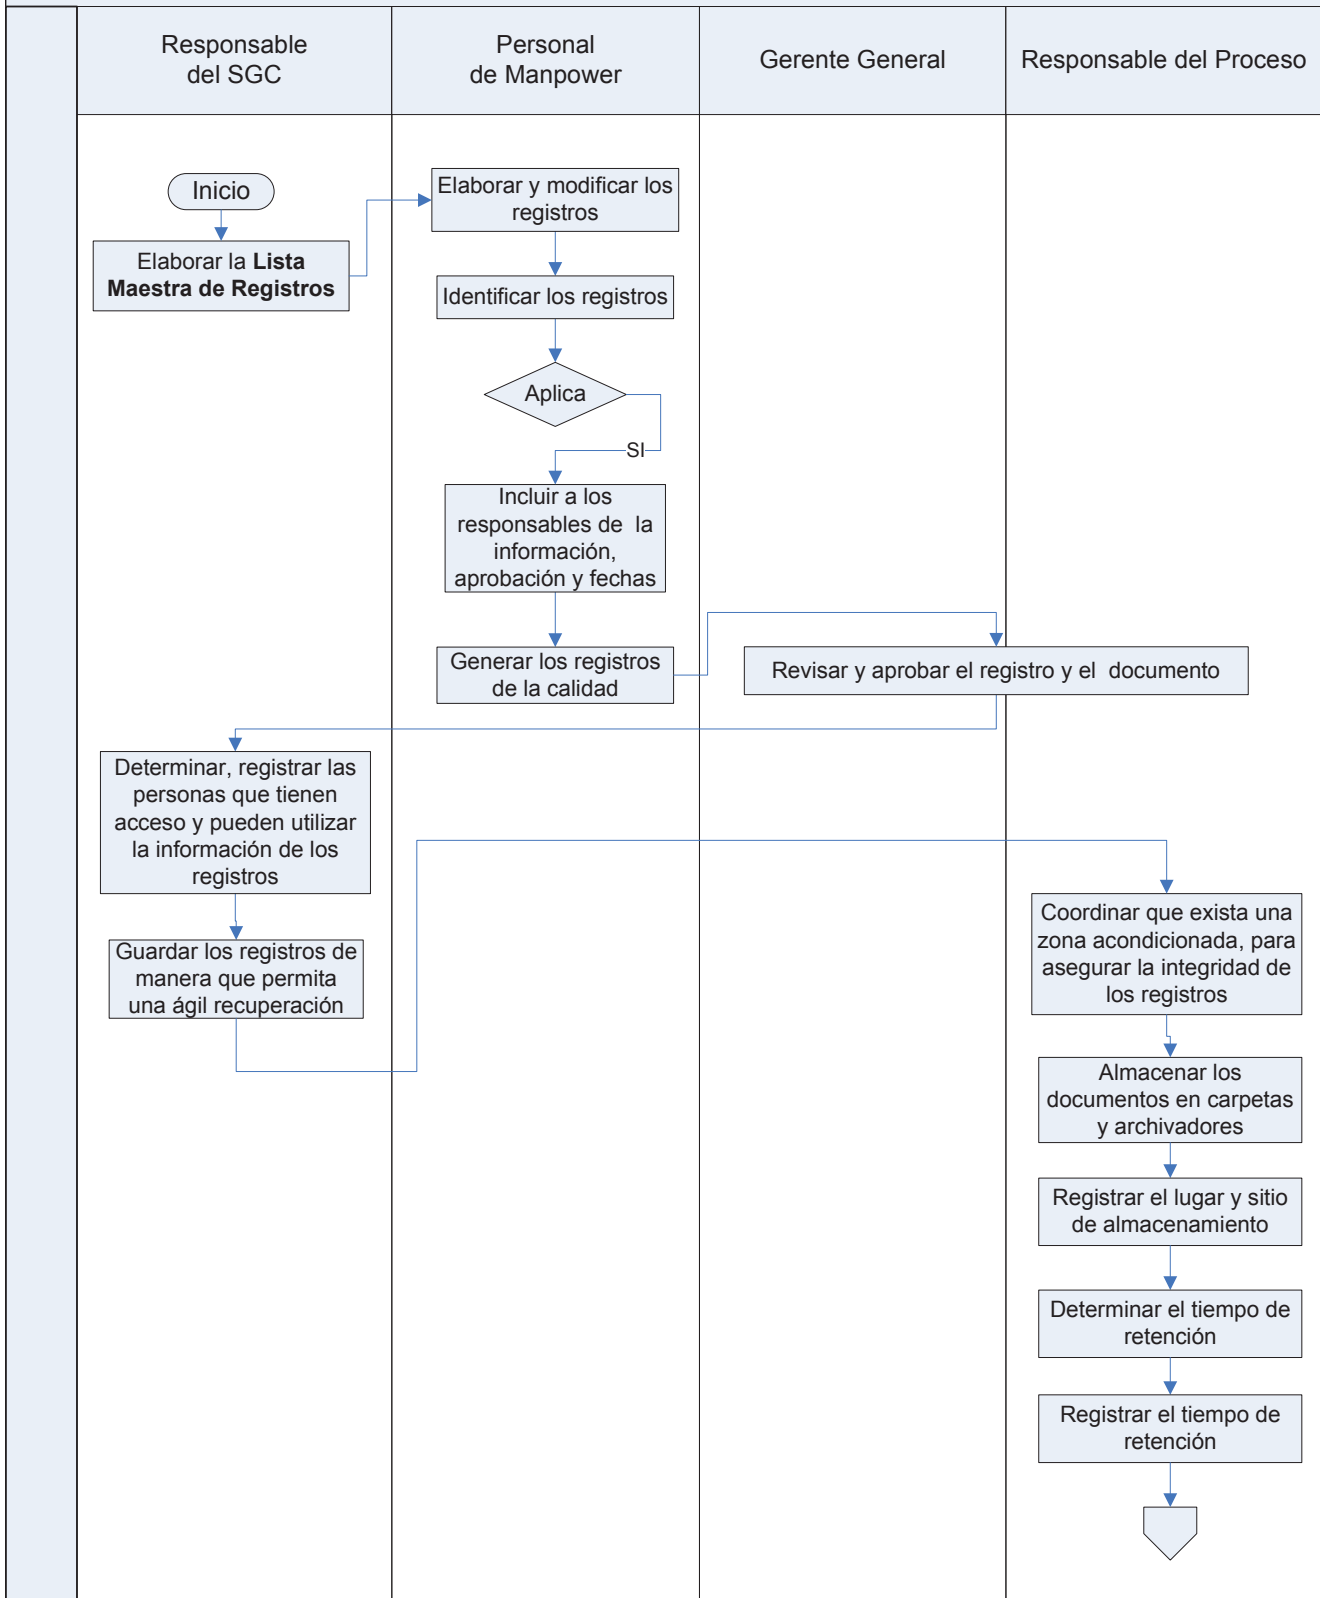 Responsable
del SGC
Personal
de Manpower
Gerente General
Responsable del Proceso
Inicio
Elaborar la Lista
Maestra de Registros
Elaborar y modificar los
registros
Identificar los registros
Aplica
SI
Incluir a los
responsables de  la
información,
aprobación y fechas
Generar los registros
de la calidad
Revisar y aprobar el registro y el  documento
Determinar, registrar las
personas que tienen
acceso y pueden utilizar
la información de los
registros
Guardar los registros de
manera que permita
una ágil recuperación
Coordinar que exista una
zona acondicionada, para
asegurar la integridad de
los registros
Almacenar los
documentos en carpetas
y archivadores
Registrar el lugar y sitio
de almacenamiento
Determinar el tiempo de
retención
Registrar el tiempo de
retención